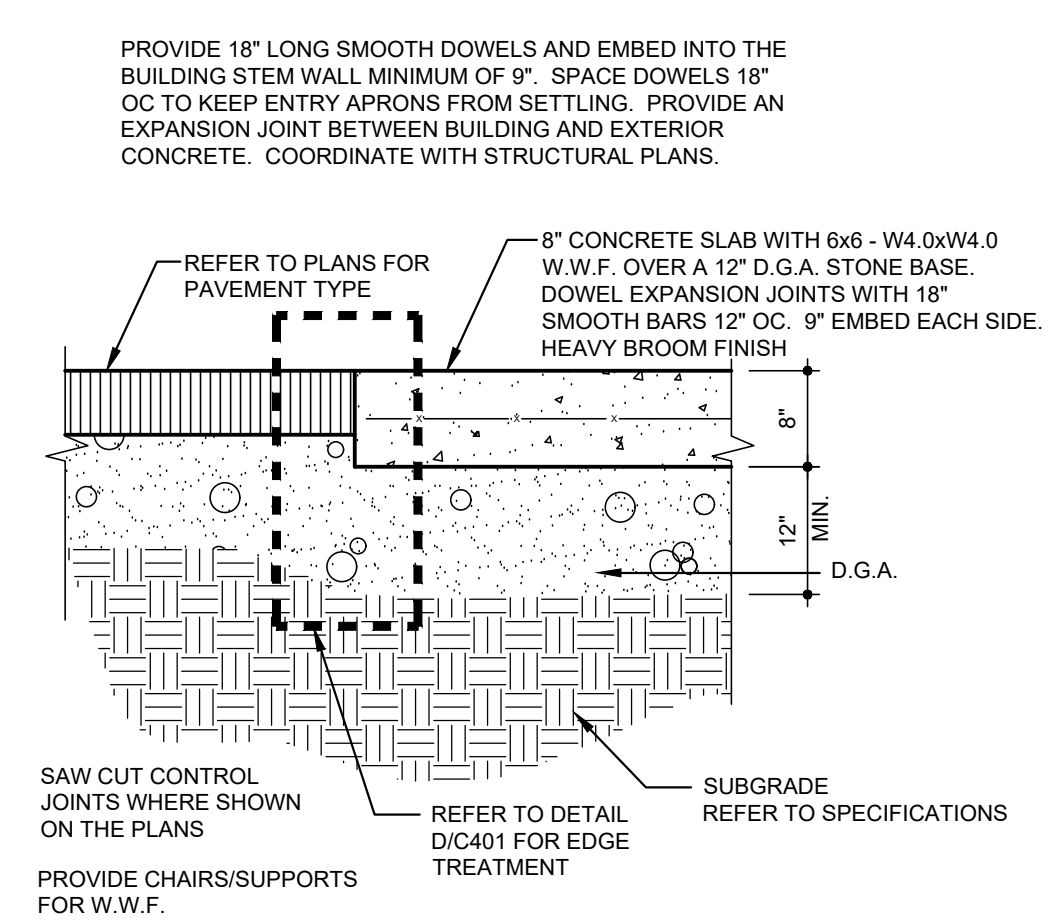 PROVIDE 18" LONG SMOOTH DOWELS AND EMBED INTO THE
BUILDING STEM WALL MINIMUM OF 9". SPACE DOWELS 18"
OC TO KEEP ENTRY APRONS FROM SETTLING. PROVIDE AN
EXPANSION JOINT BETWEEN BUILDING AND EXTERIOR
CONCRETE. COORDINATE WITH STRUCTURAL PLANS.
REFER TO PLANS FOR
PAVEMENT TYPE
8" CONCRETE SLAB WITH 6x6 - W4.0xW4.0
W.W.F. OVER A 12" D.G.A. STONE BASE.
DOWEL EXPANSION JOINTS WITH 18"
SMOOTH BARS 12" OC. 9" EMBED EACH SIDE.
HEAVY BROOM FINISH
x x x
8"
12"
MIN.
D.G.A.
SAW CUT CONTROL
JOINTS WHERE SHOWN
ON THE PLANS
PROVIDE CHAIRS/SUPPORTS
FOR W.W.F.
REFER TO DETAIL
D/C401 FOR EDGE
TREATMENT
SUBGRADE
REFER TO SPECIFICATIONS